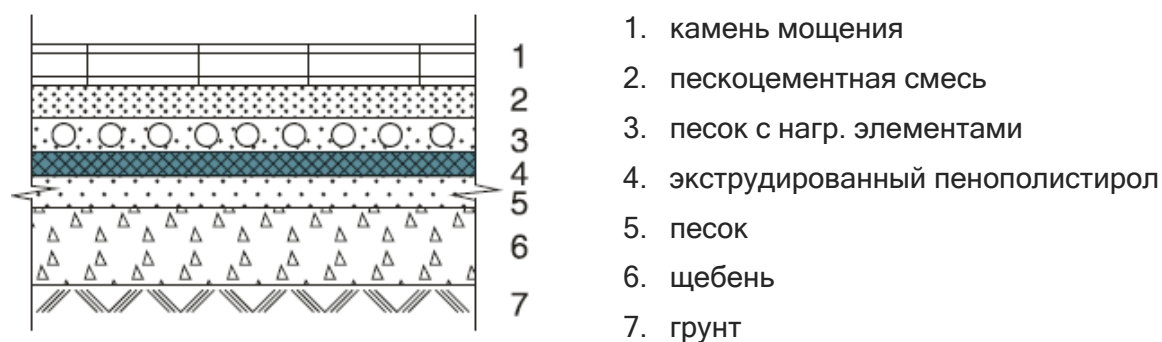 1
2
3
4
5
6
7
1. камень мощения
2. пескоцементная смесь
3. песок с нагр. элементами
4. экструдированный пенополистирол
5. песок
6. щебень
7. грунт